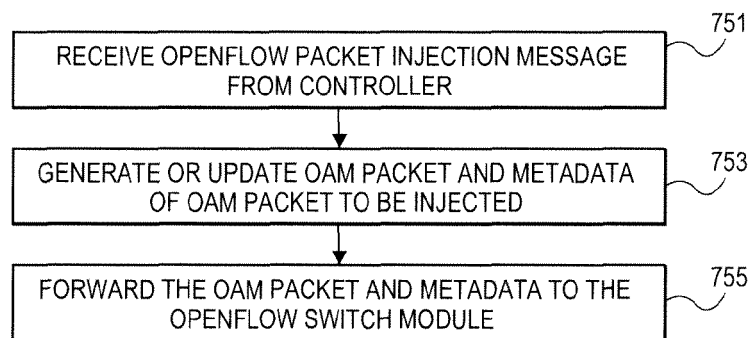 751
RECEIVE OPENFLOW PACKET INJECTION MESSAGE
FROM CONTROLLER
753
GENERATE OR UPDATE OAM PACKET AND METADATA
OF OAM PACKET TO BE INJECTED
755
FORWARD THE OAM PACKET AND METADATA TO THE
OPENFLOW SWITCH MODULE